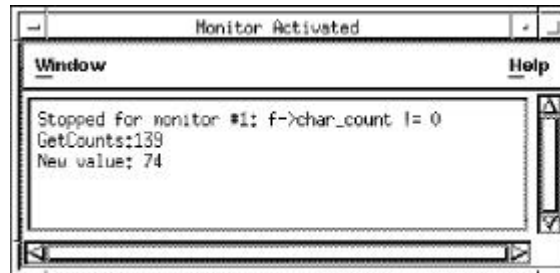 Monitor Activated
Window Help
Stopped for monitor #1: f->char_count != 0
GetCounts:139
New value: 74